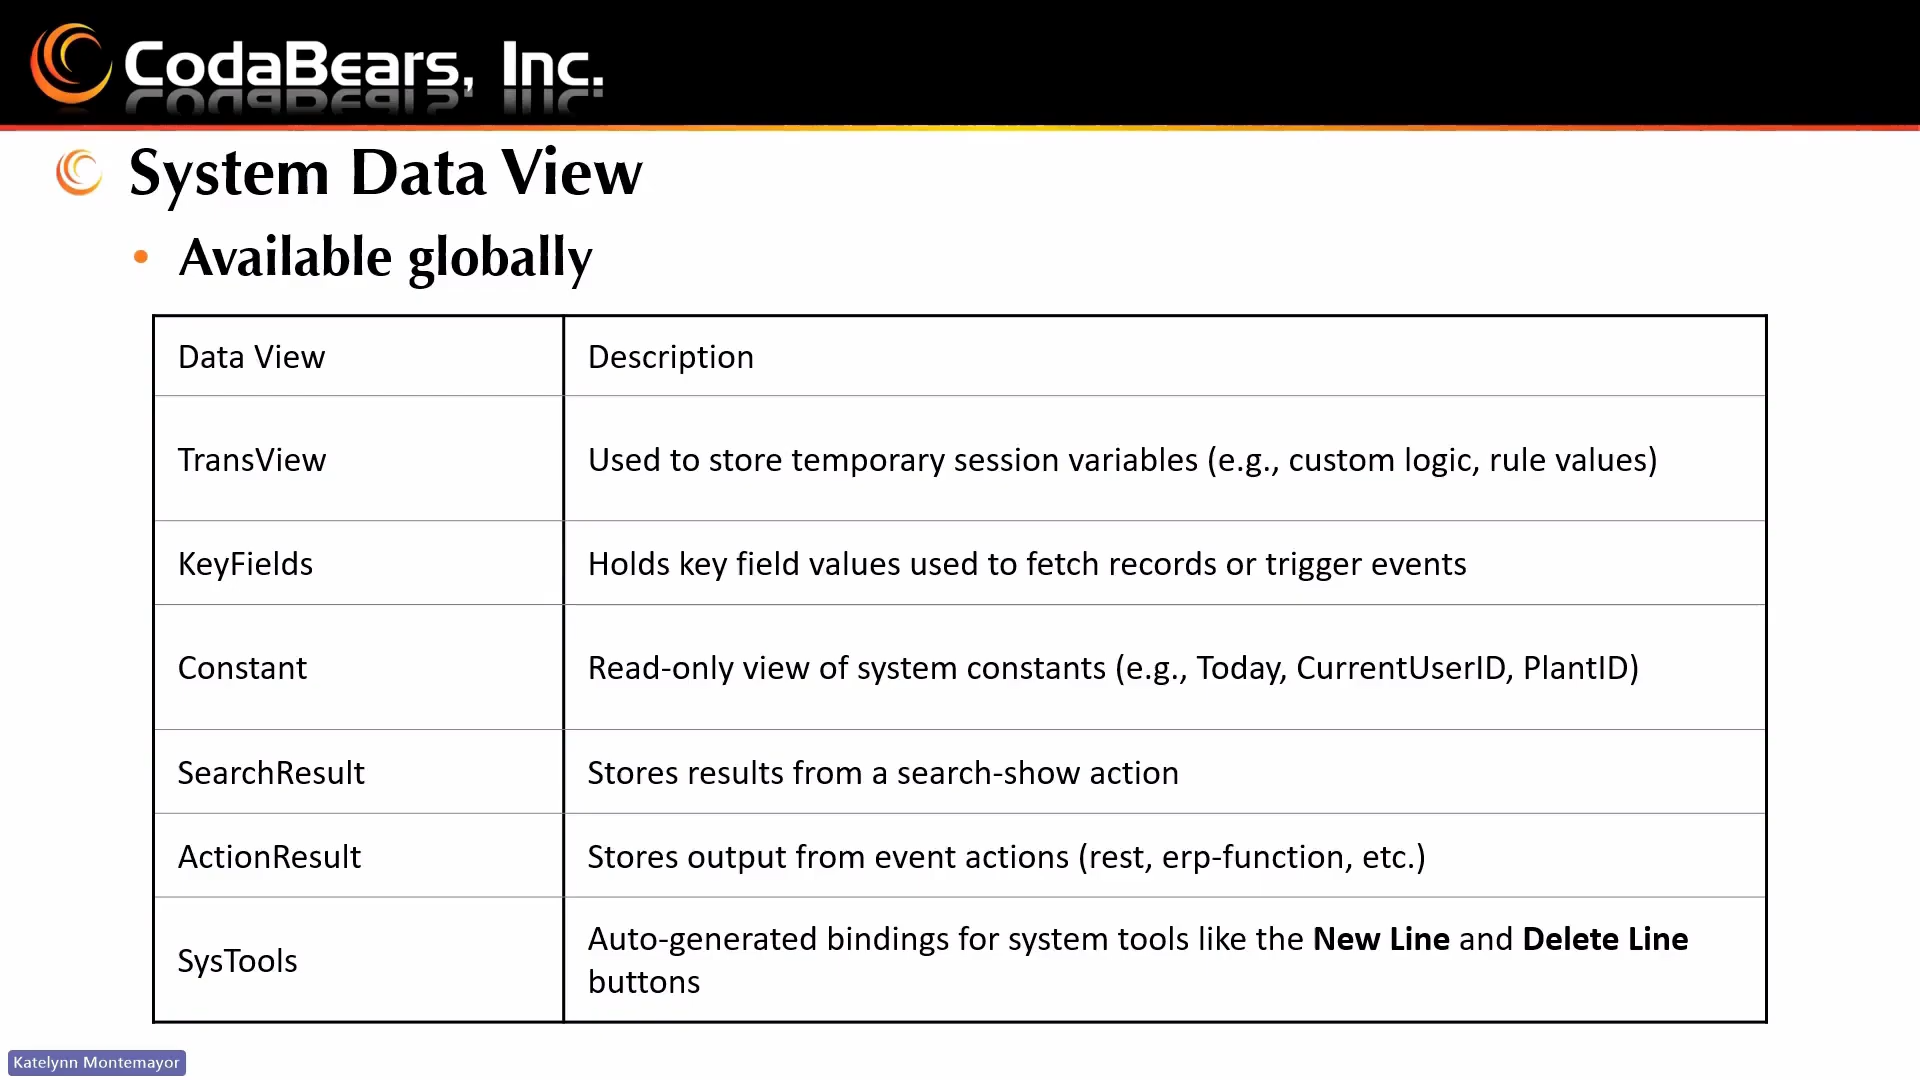 CodaBears, Inc.
System Data View
• Available globally
Data View
Description
TransView
Used to store temporary session variables (e.g., custom logic, rule values)
KeyFields
Holds key field values used to fetch records or trigger events
Constant
Read-only view of system constants (e.g., Today, CurrentUserID, PlantID)
SearchResult
Stores results from a search-show action
ActionResult
Stores output from event actions (rest, erp-function, etc.)
SysTools
Auto-generated bindings for system tools like the New Line and Delete Line
buttons
Katelynn Montemayor